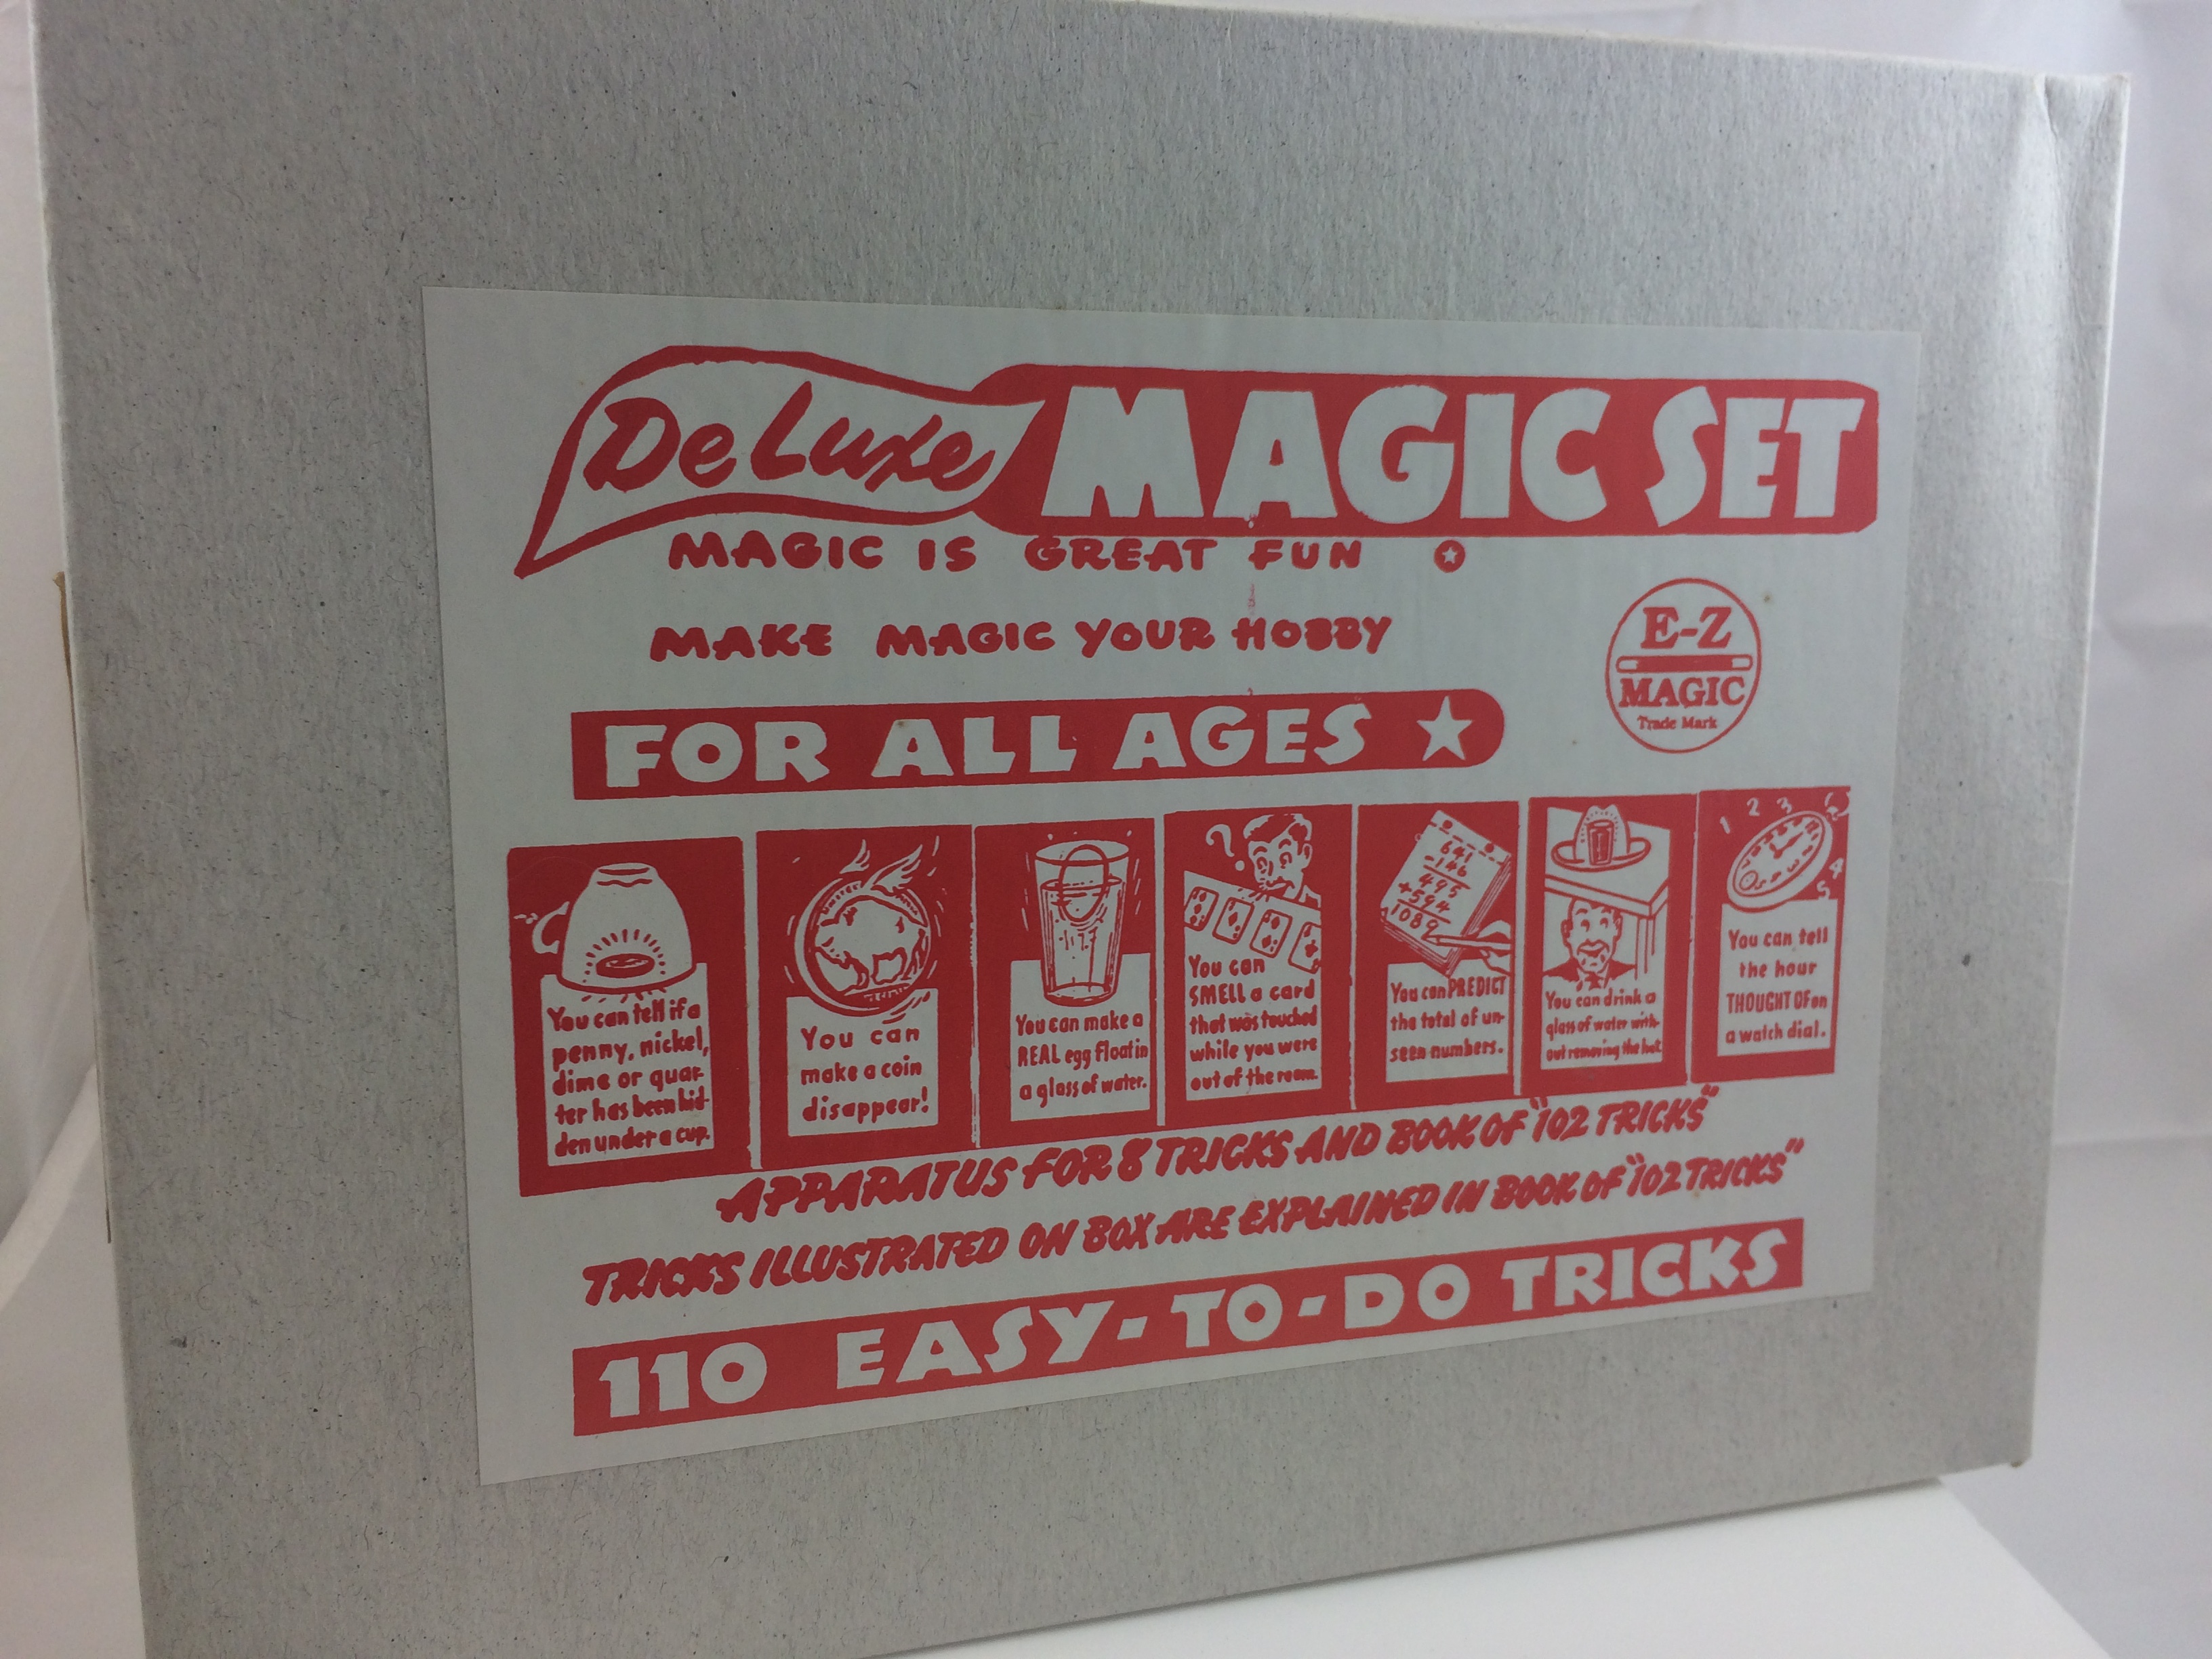 DeLuxe MAGIC SET
MAGIC IS GREAT FUN
MAKE MAGIC YOUR HOBBY
E-Z
MAGIC
Trade Mark
FOR ALL AGES
You can tell if a
penny, nickel,
dime or quar-
ter has been hid-
den under a cup.
You can
make a coin
disappear!
You can make a
REAL egg float in
a glass of water.
?
You can
SMELL a card
that was touched
while you were
out of the room.
641
-146
495
+594
1089
You can PREDICT
the total of un-
seen numbers.
You can drink a
glass of water with-
out removing the hat.
1 2 3
4
5
You can tell
the hour
THOUGHT OF on
a watch dial.
APPARATUS FOR 8 TRICKS AND BOOK OF "102 TRICKS"
TRICKS ILLUSTRATED ON BOX ARE EXPLAINED IN BOOK OF "102 TRICKS"
110 EASY-TO-DO TRICKS